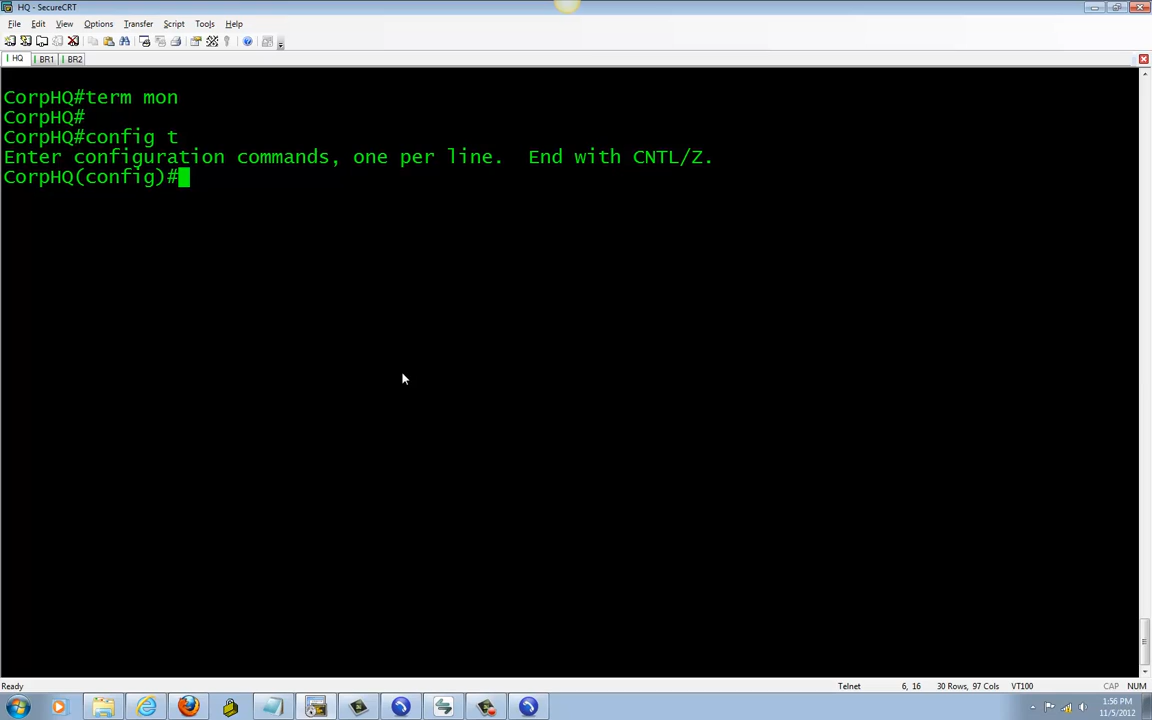 HQ - SecureCRT
File Edit View Options Transfer Script Tools Help
HQ BR1 BR2
CorpHQ#term mon
CorpHQ#
CorpHQ#config t
Enter configuration commands, one per line.  End with CNTL/Z.
CorpHQ(config)#
Ready Telnet 6, 16 30 Rows, 97 Cols VT100 CAP NUM
1:56 PM
11/5/2012